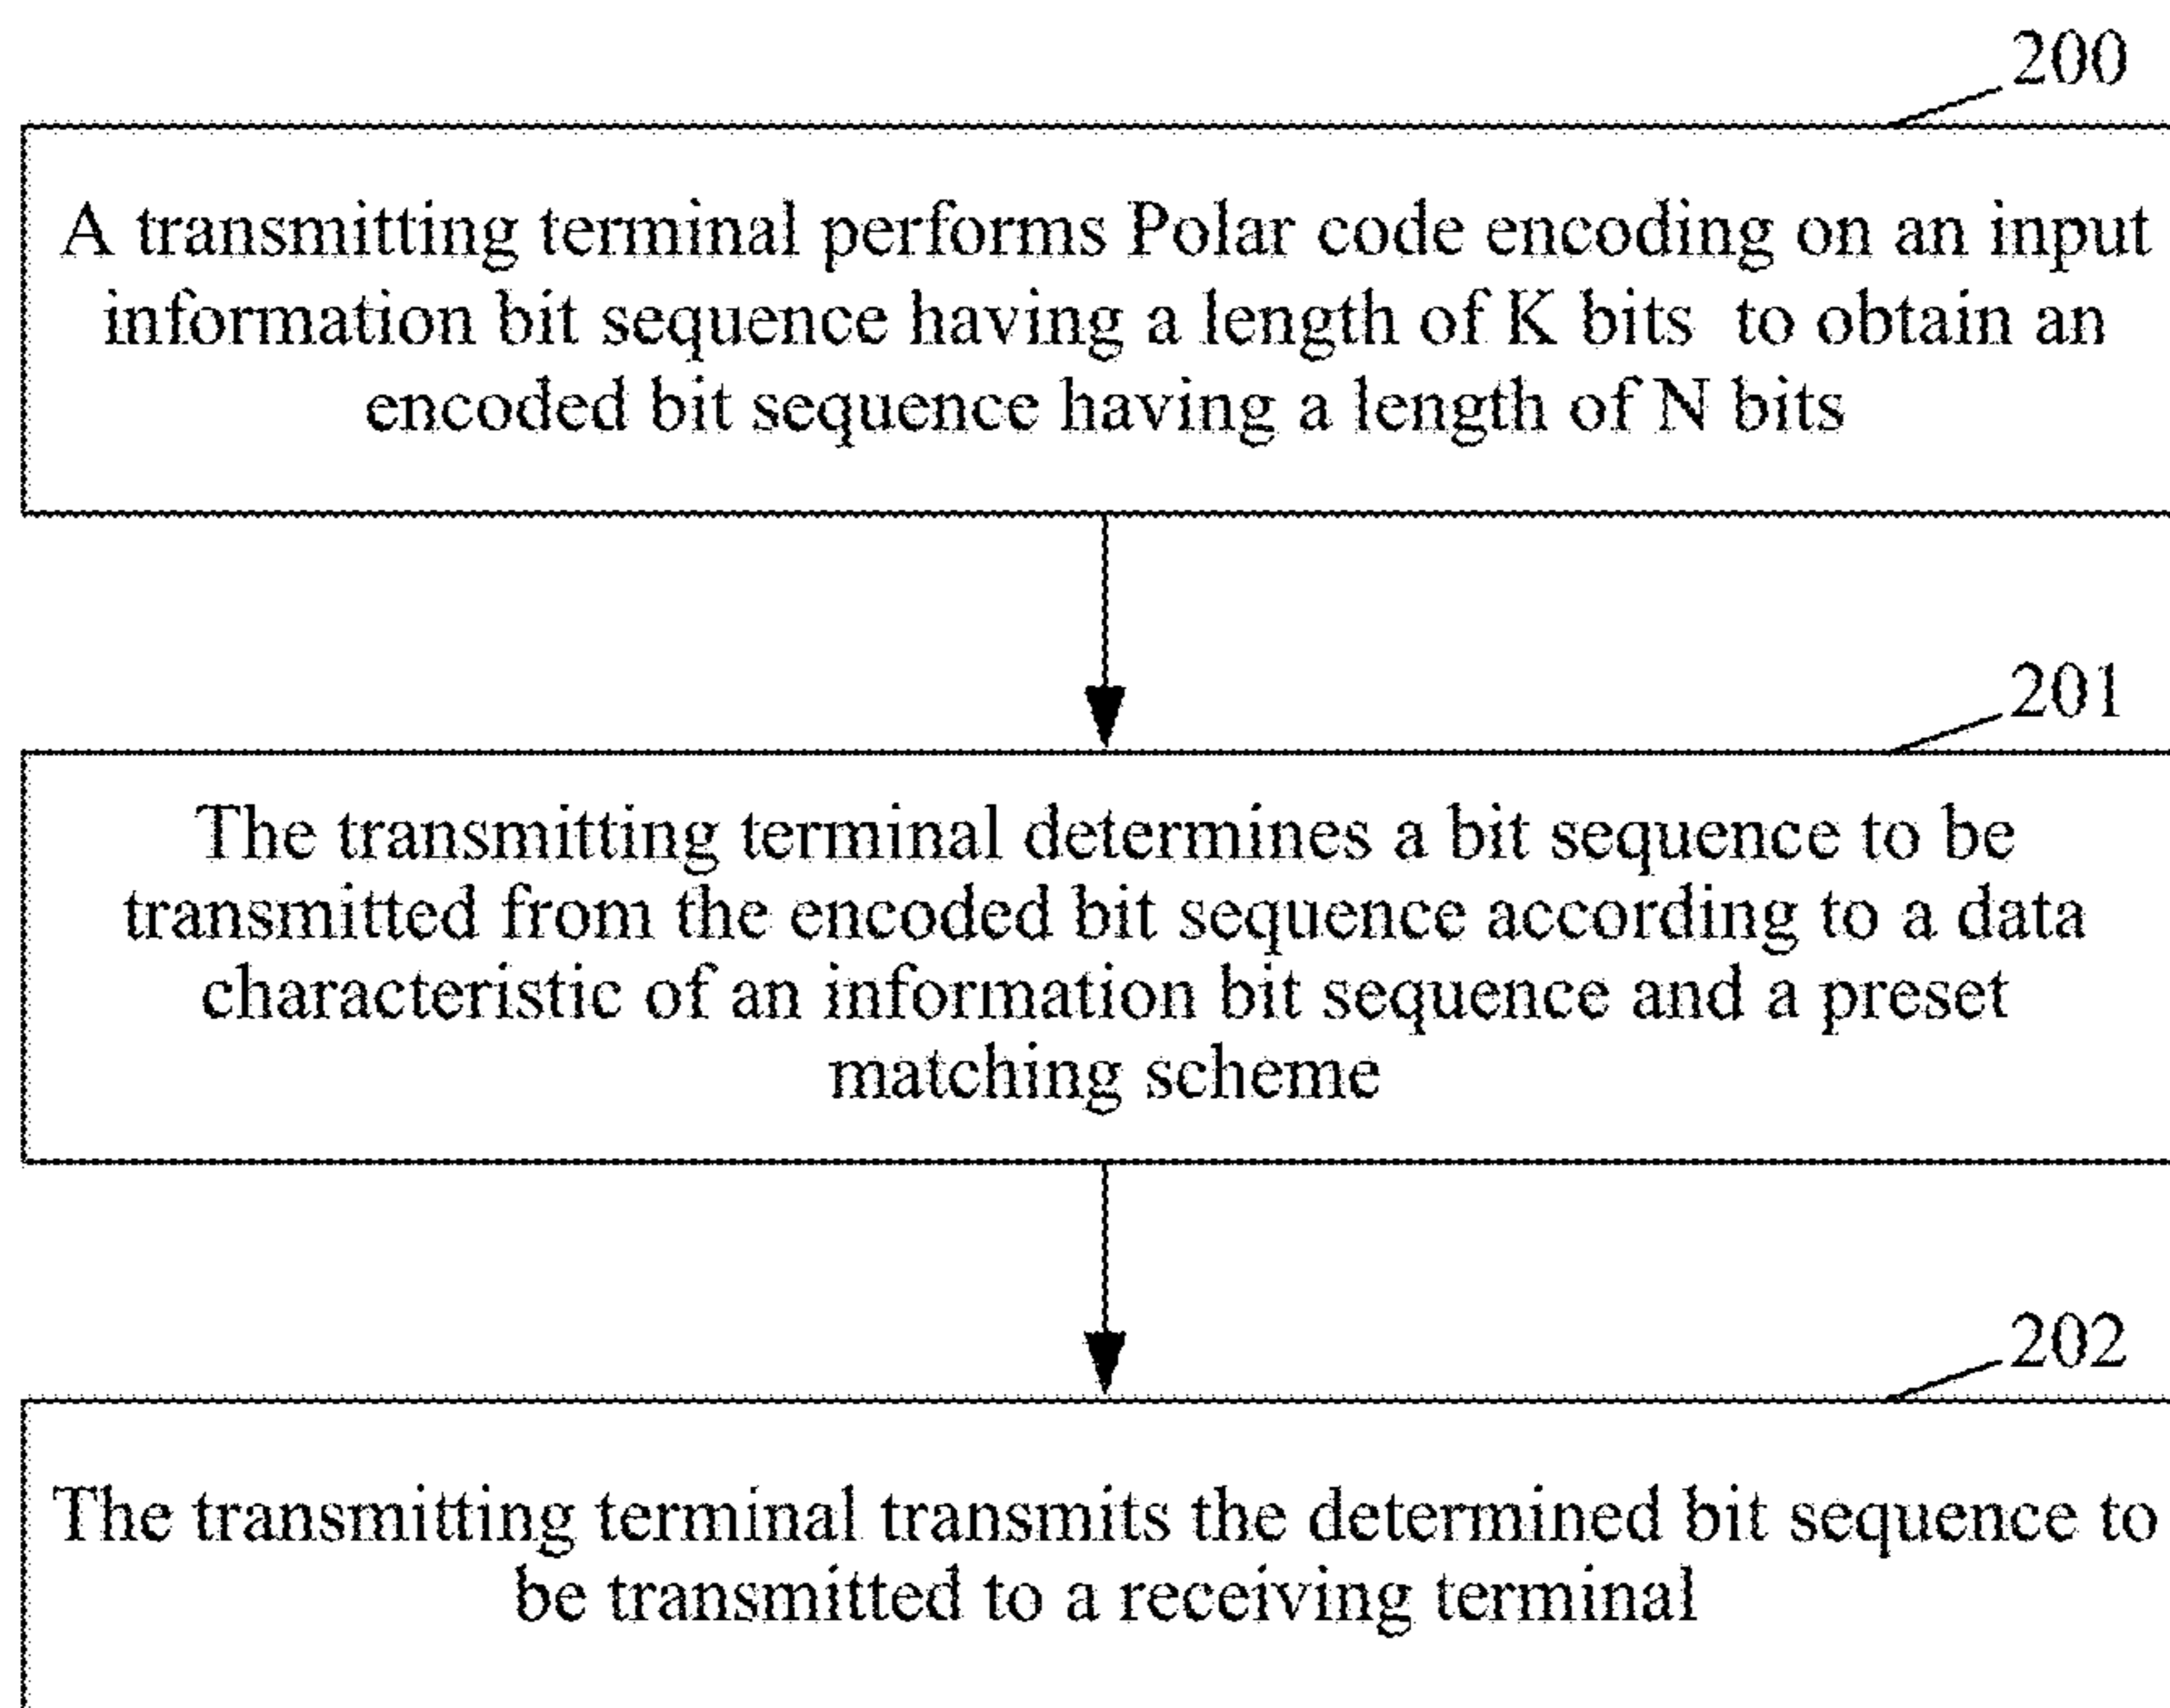 200
A transmitting terminal performs Polar code encoding on an input
information bit sequence having a length of K bits to obtain an
encoded bit sequence having a length of N bits
201
The transmitting terminal determines a bit sequence to be
transmitted from the encoded bit sequence according to a data
characteristic of an information bit sequence and a preset
matching scheme
202
The transmitting terminal transmits the determined bit sequence to
be transmitted to a receiving terminal